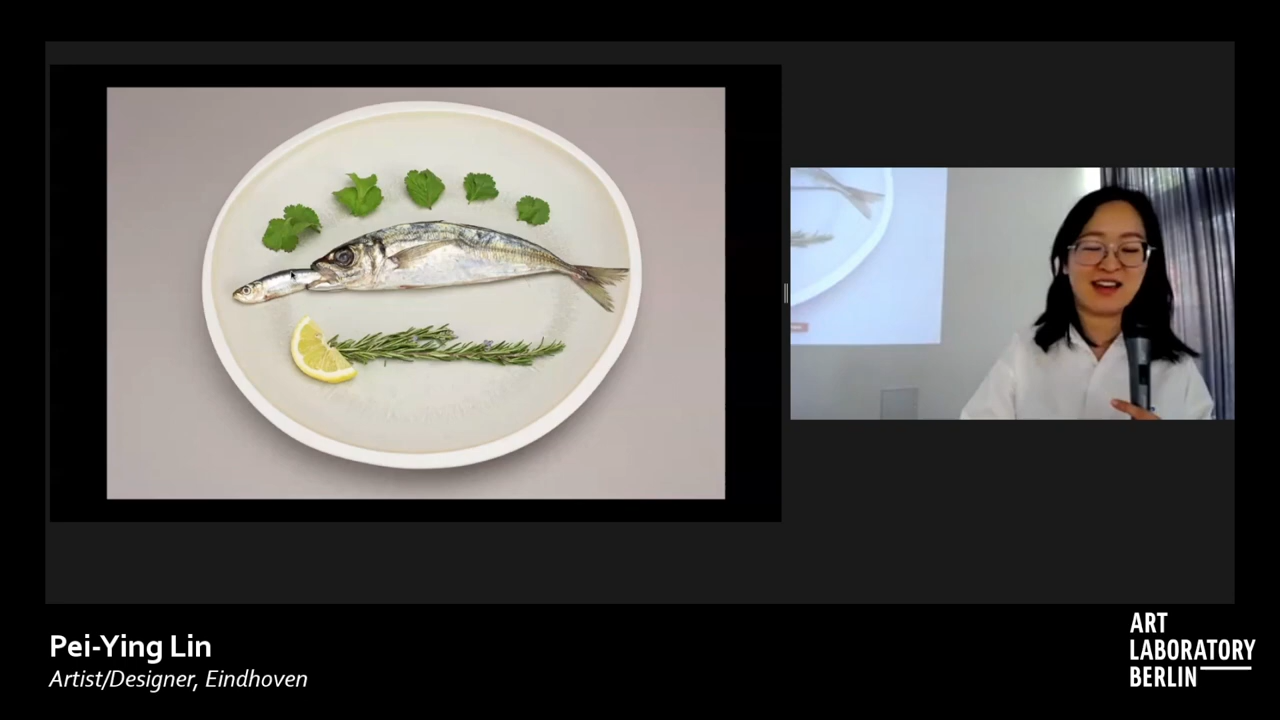 Pei-Ying Lin
Artist/Designer, Eindhoven
ART
LABORATORY
BERLIN